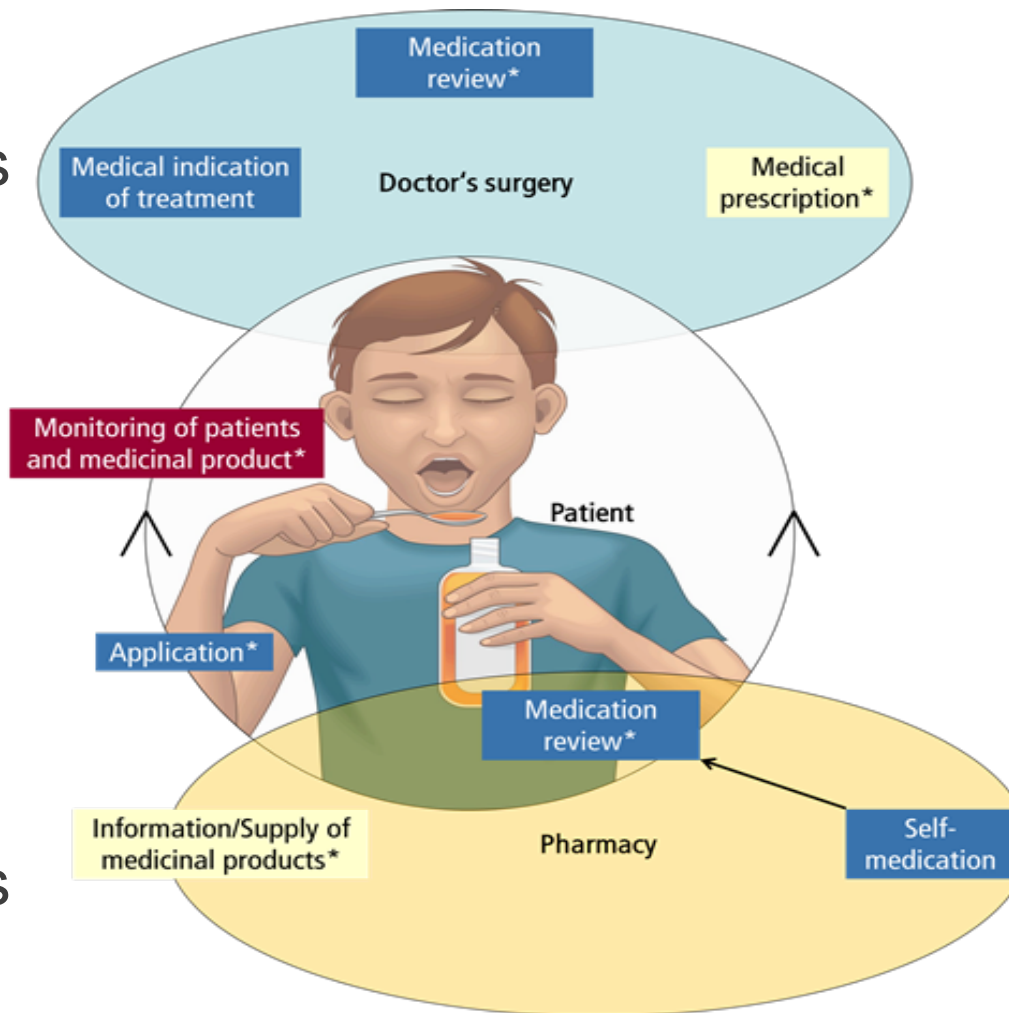 Medication
review*
s
Medical indication
of treatment
Doctor's surgery
Medical
prescription*
Monitoring of patients
and medicinal product*
Patient
Application*
Medication
review*
Information/Supply of
medicinal products*
Pharmacy
Self-
medication
s